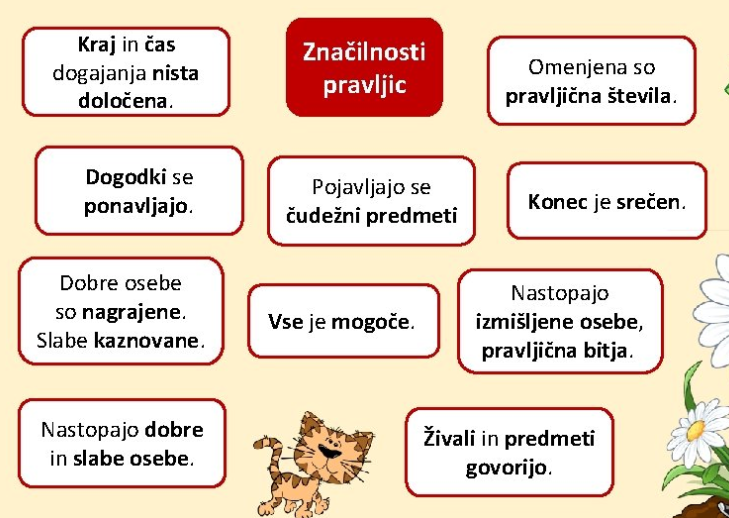 Kraj in čas
dogajanja nista
določena.
Značilnosti
pravljic
Omenjena so
pravljična števila.
Dogodki se
ponavljajo.
Pojavljajo se
čudežni predmeti
Konec je srečen.
Dobre osebe
so nagrajene.
Slabe kaznovane.
Vse je mogoče.
Nastopajo
izmišljene osebe,
pravljična bitja.
Nastopajo dobre
in slabe osebe.
Živali in predmeti
govorijo.